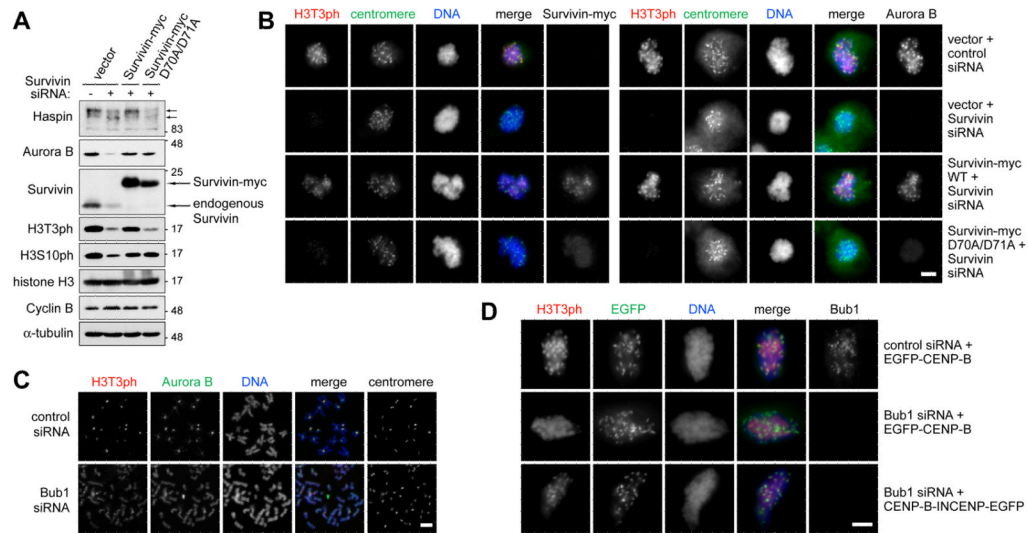 A
vector
Survivin-myc
Survivin-myc
D70A/D71A
Survivin
siRNA:
- + + +
Haspin
83
Aurora B
48
Survivin
25
Survivin-myc
endogenous
Survivin
H3T3ph
17
H3S10ph
17
histone H3
17
Cyclin B
48
α-tubulin
48
B
H3T3ph centromere DNA merge Survivin-myc
H3T3ph centromere DNA merge Aurora B
vector +
control
siRNA
vector +
Survivin
siRNA
Survivin-myc
WT +
Survivin
siRNA
Survivin-myc
D70A/D71A +
Survivin
siRNA
C
H3T3ph Aurora B DNA merge centromere
control
siRNA
Bub1
siRNA
D
H3T3ph EGFP DNA merge Bub1
control siRNA +
EGFP-CENP-B
Bub1 siRNA +
EGFP-CENP-B
Bub1 siRNA +
CENP-B-INCENP-EGFP